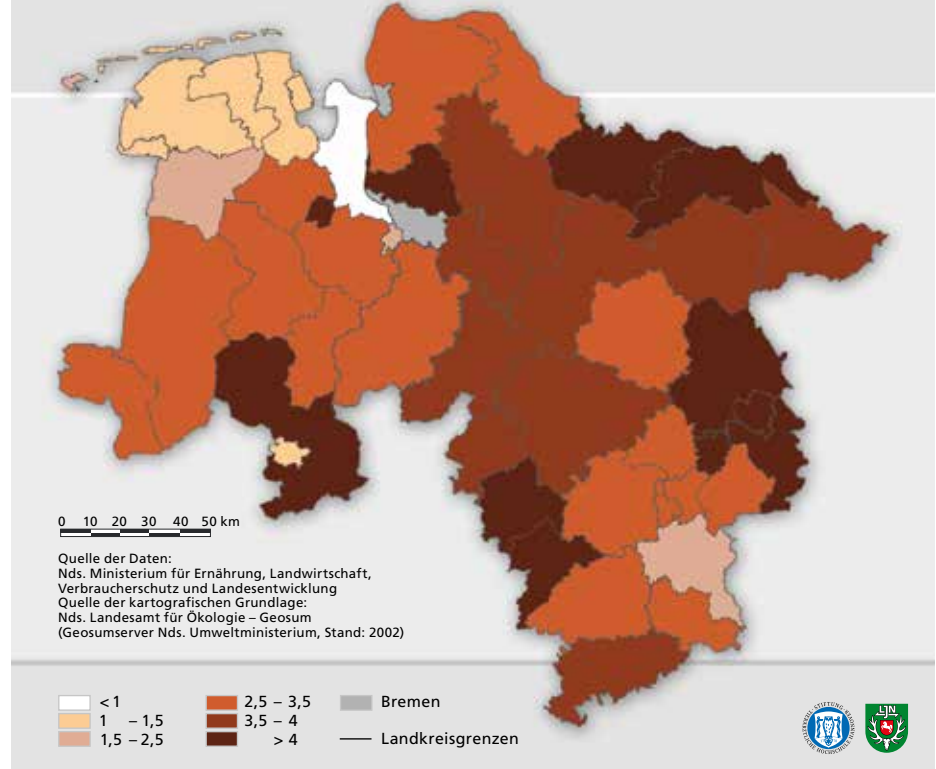 0 10 20 30 40 50 km
Quelle der Daten:
Nds. Ministerium für Ernährung, Landwirtschaft,
Verbraucherschutz und Landesentwicklung
Quelle der kartografischen Grundlage:
Nds. Landesamt für Ökologie – Geosum
(Geosumserver Nds. Umweltministerium, Stand: 2002)
< 1
1 – 1,5
1,5 – 2,5
2,5 – 3,5
3,5 – 4
> 4
Bremen
Landkreisgrenzen
LJN